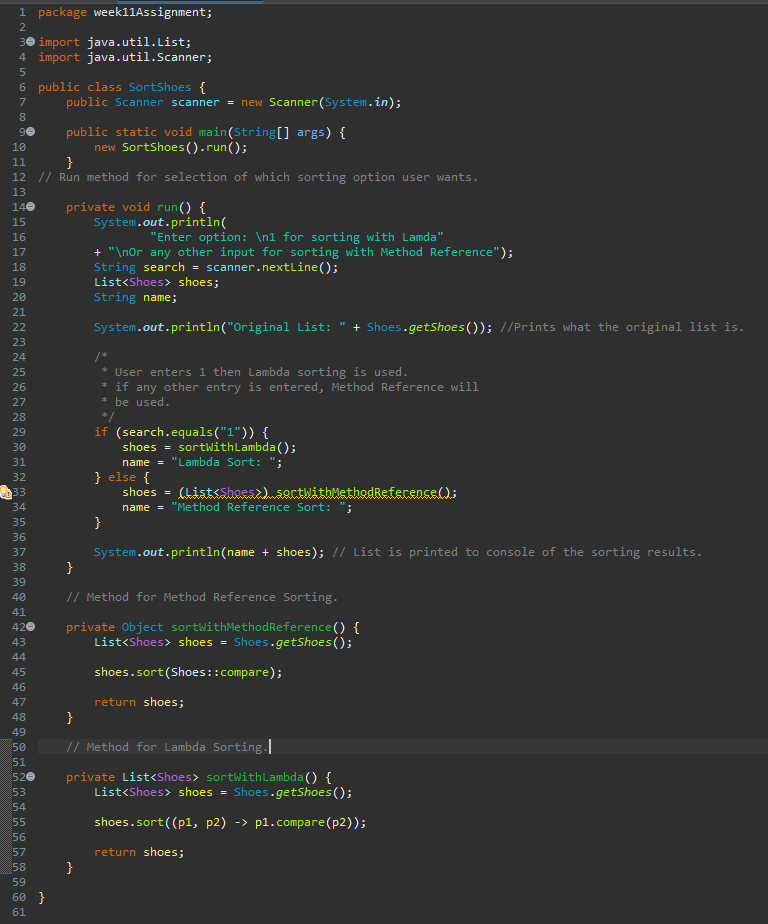 1 package week11Assignment;
2
3 import java.util.List;
4 import java.util.Scanner;
5
6 public class SortShoes {
7     public Scanner scanner = new Scanner(System.in);
8
9     public static void main(String[] args) {
10         new SortShoes().run();
11     }
12 // Run method for selection of which sorting option user wants.
13
14     private void run() {
15         System.out.println(
16                 "Enter option: \n1 for sorting with Lamda"
17         + "\nOr any other input for sorting with Method Reference");
18         String search = scanner.nextLine();
19         List<Shoes> shoes;
20         String name;
21
22         System.out.println("Original List: " + Shoes.getShoes()); //Prints what the original list is.
23
24         /*
25          * User enters 1 then Lambda sorting is used.
26          * if any other entry is entered, Method Reference will
27          * be used.
28          */
29         if (search.equals("1")) {
30             shoes = sortWithLambda();
31             name = "Lambda Sort: ";
32         } else {
33             shoes = (List<Shoes>) sortWithMethodReference();
34             name = "Method Reference Sort: ";
35         }
36
37         System.out.println(name + shoes); // List is printed to console of the sorting results.
38     }
39
40     // Method for Method Reference Sorting.
41
42     private Object sortWithMethodReference() {
43         List<Shoes> shoes = Shoes.getShoes();
44
45         shoes.sort(Shoes::compare);
46
47         return shoes;
48     }
49
50     // Method for Lambda Sorting.
51
52     private List<Shoes> sortWithLambda() {
53         List<Shoes> shoes = Shoes.getShoes();
54
55         shoes.sort((p1, p2) -> p1.compare(p2));
56
57         return shoes;
58     }
59
60 }
61